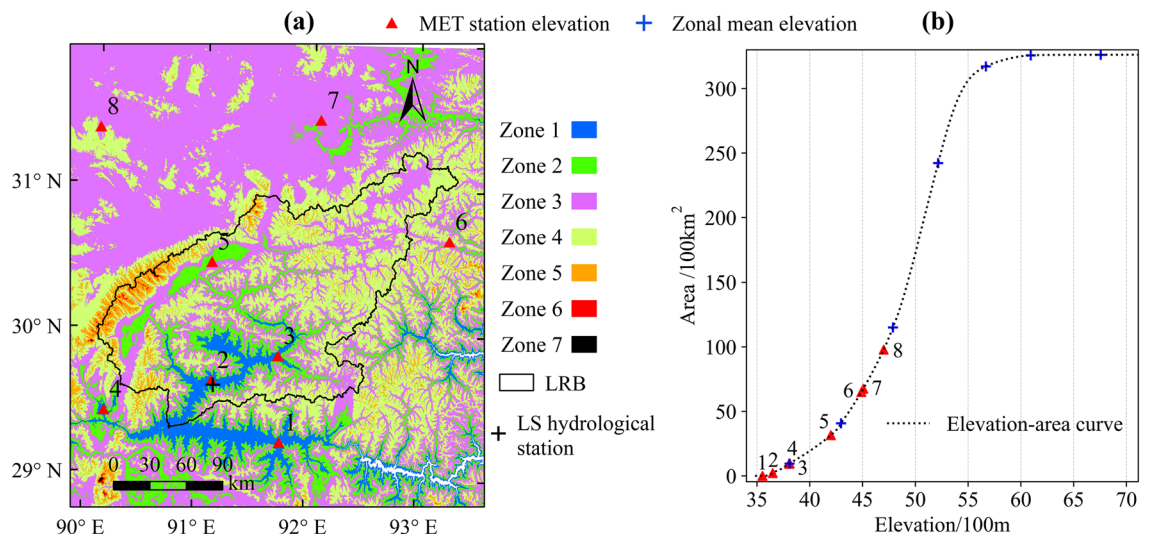 (a)
MET station elevation
Zonal mean elevation
(b)
N
8
7
6
5
4
3
2
1
31° N
30° N
29° N
90° E
91° E
92° E
93° E
0 30 60 90
km
Zone 1
Zone 2
Zone 3
Zone 4
Zone 5
Zone 6
Zone 7
LRB
LS hydrological
station
Area /100km²
300
250
200
150
100
50
0
8
6
7
5
4
12
3
Elevation-area curve
35 40 45 50 55 60 65 70
Elevation/100m